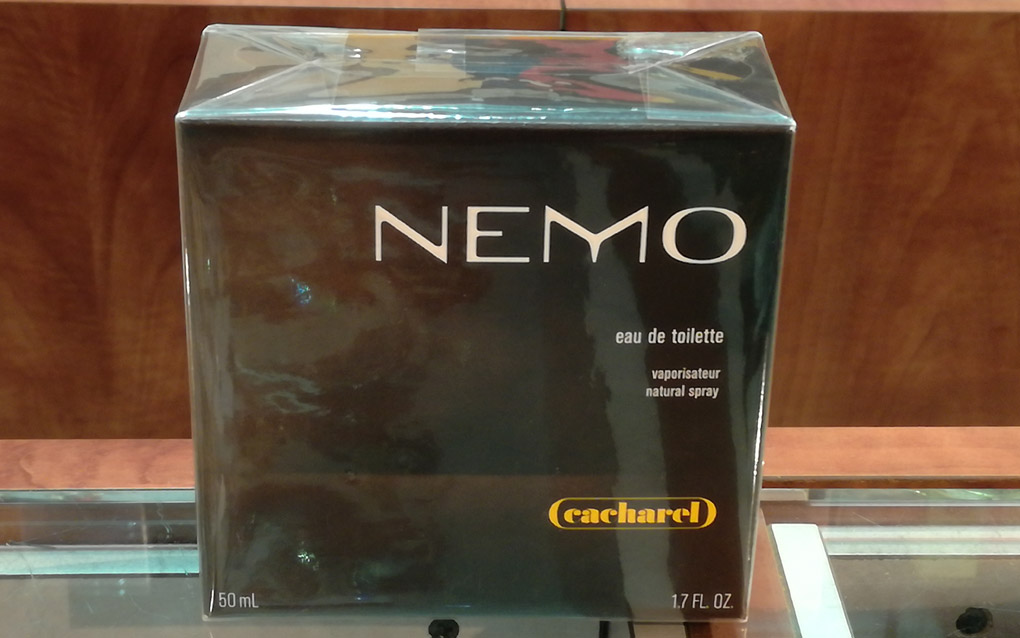 NEMO
eau de toilette
vaporisateur
natural spray
cacharel
50 mL
1.7 FL. OZ.